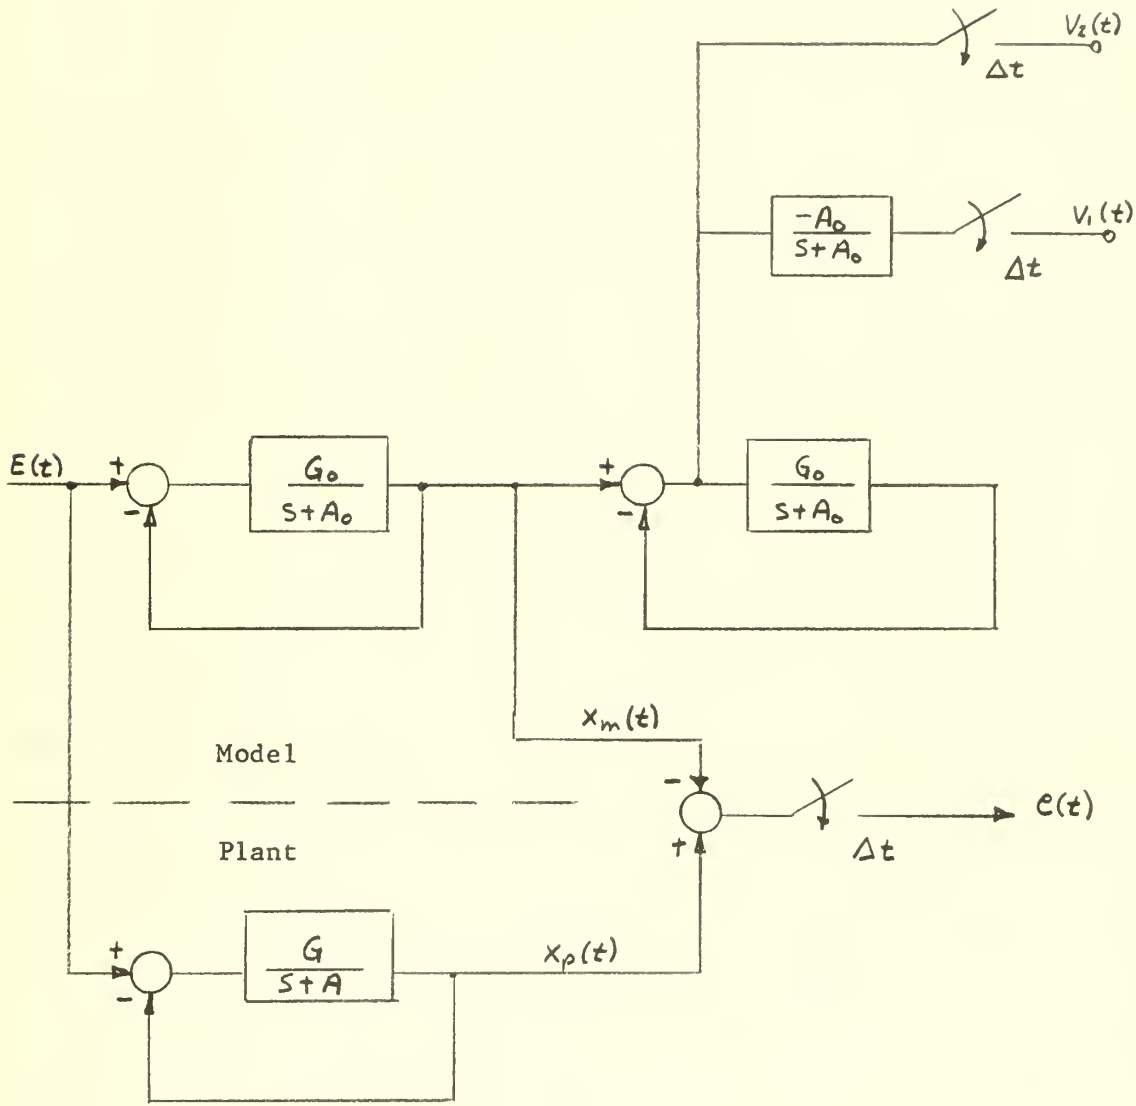 V₂(t)
Δt
-A₀
S+A₀
V₁(t)
Δt
E(t)
+
-
G₀
S+A₀
+
-
G₀
S+A₀
Xₘ(t)
Model
-
+
Δt
e(t)
Plant
+
-
G
S+A
Xₚ(t)